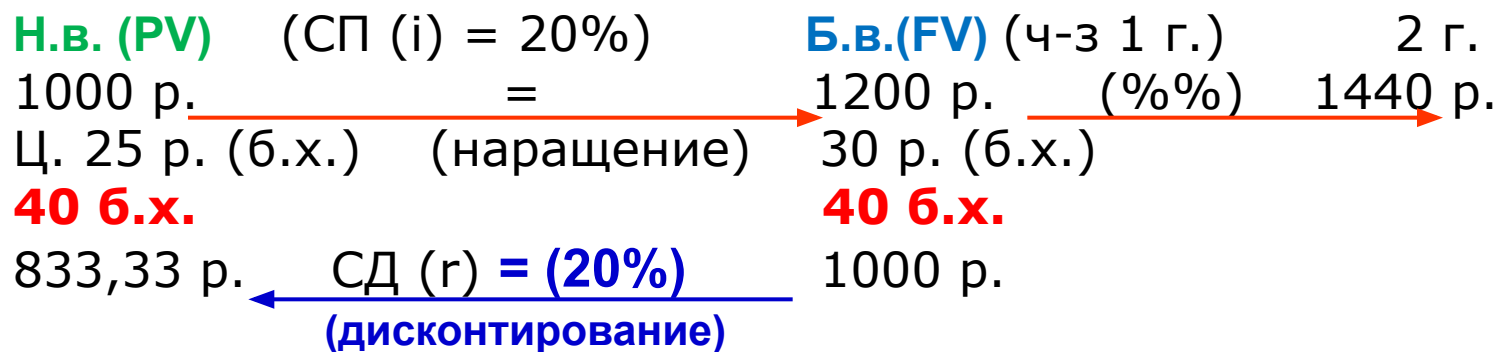 Н.в. (PV) (СП (i) = 20%) Б.в.(FV) (ч-з 1 г.) 2 г.
1000 р. = 1200 р. (%%) 1440 р.
Ц. 25 р. (б.х.) (наращение) 30 р. (б.х.)
40 б.х. 40 б.х.
833,33 р. СД (r) = (20%) 1000 р.
(дисконтирование)